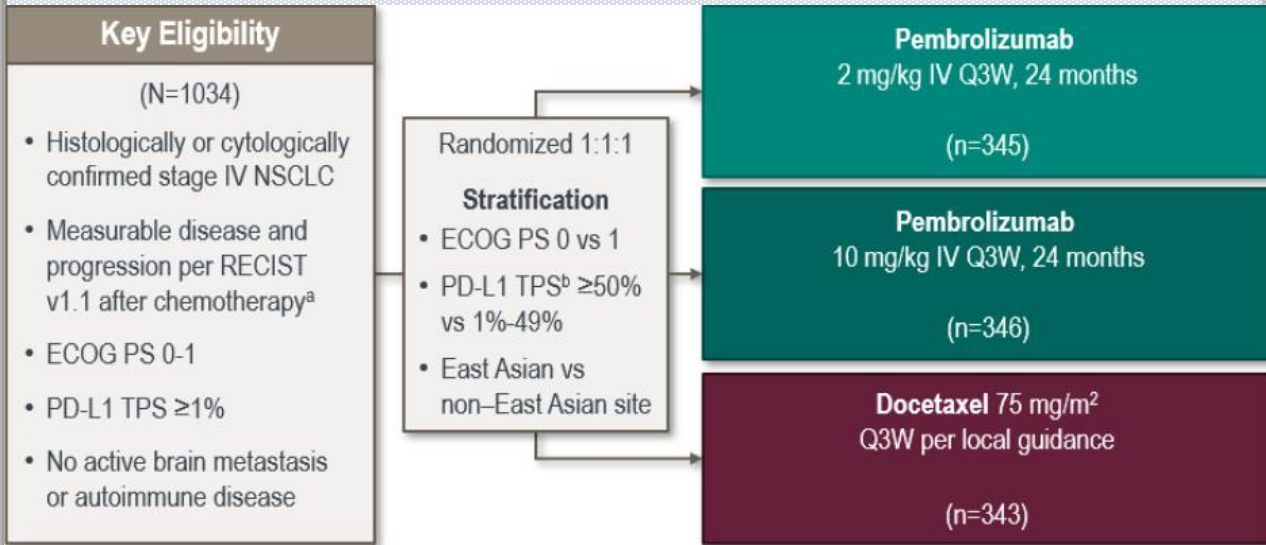 Key Eligibility
(N=1034)
• Histologically or cytologically
confirmed stage IV NSCLC
• Measurable disease and
progression per RECIST
v1.1 after chemotherapyᵃ
• ECOG PS 0-1
• PD-L1 TPS ≥1%
• No active brain metastasis
or autoimmune disease
Randomized 1:1:1
Stratification
• ECOG PS 0 vs 1
• PD-L1 TPSᵇ ≥50%
vs 1%-49%
• East Asian vs
non–East Asian site
Pembrolizumab
2 mg/kg IV Q3W, 24 months
(n=345)
Pembrolizumab
10 mg/kg IV Q3W, 24 months
(n=346)
Docetaxel 75 mg/m²
Q3W per local guidance
(n=343)